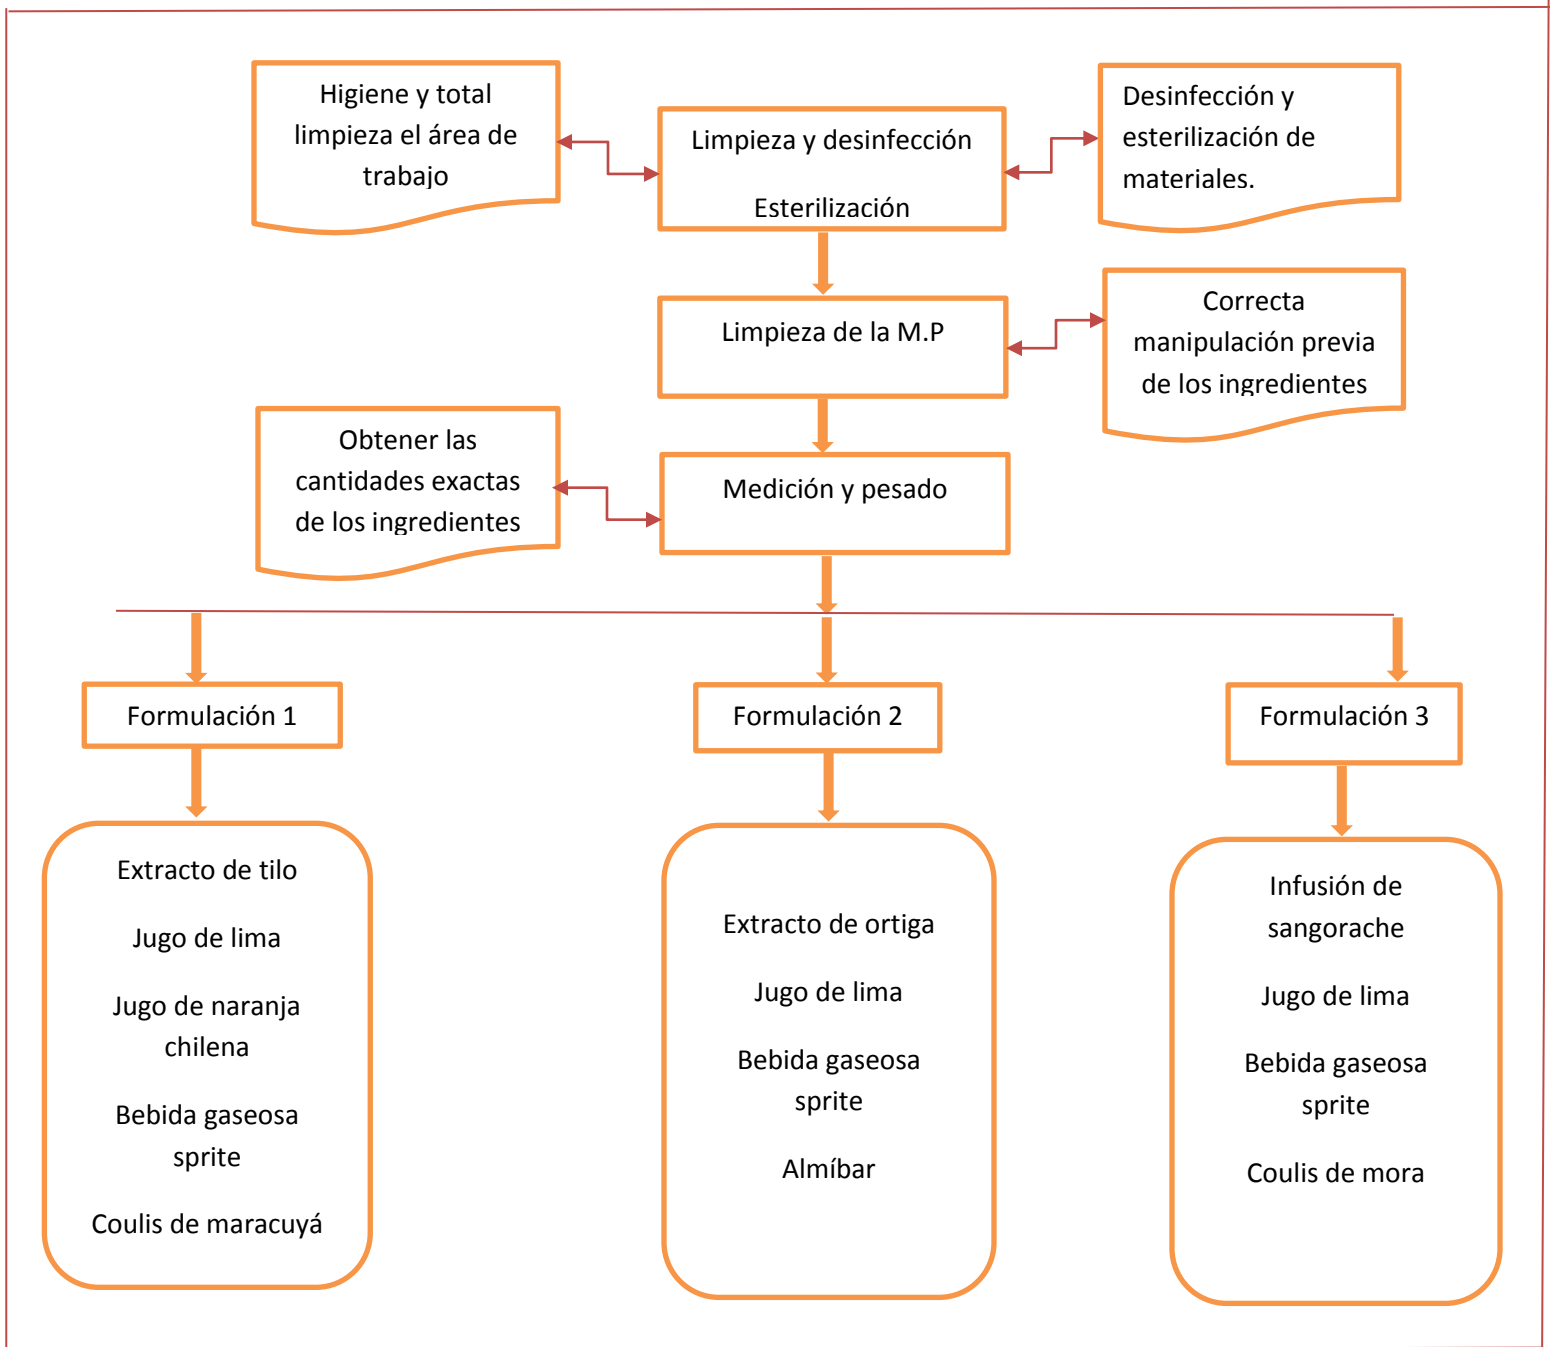 Higiene y total
limpieza el área de
trabajo
Limpieza y desinfección
Esterilización
Desinfección y
esterilización de
materiales.
Limpieza de la M.P
Correcta
manipulación previa
de los ingredientes
Obtener las
cantidades exactas
de los ingredientes
Medición y pesado
Formulación 1
Formulación 2
Formulación 3
Extracto de tilo
Jugo de lima
Jugo de naranja
chilena
Bebida gaseosa
sprite
Coulis de maracuyá
Extracto de ortiga
Jugo de lima
Bebida gaseosa
sprite
Almíbar
Infusión de
sangorache
Jugo de lima
Bebida gaseosa
sprite
Coulis de mora